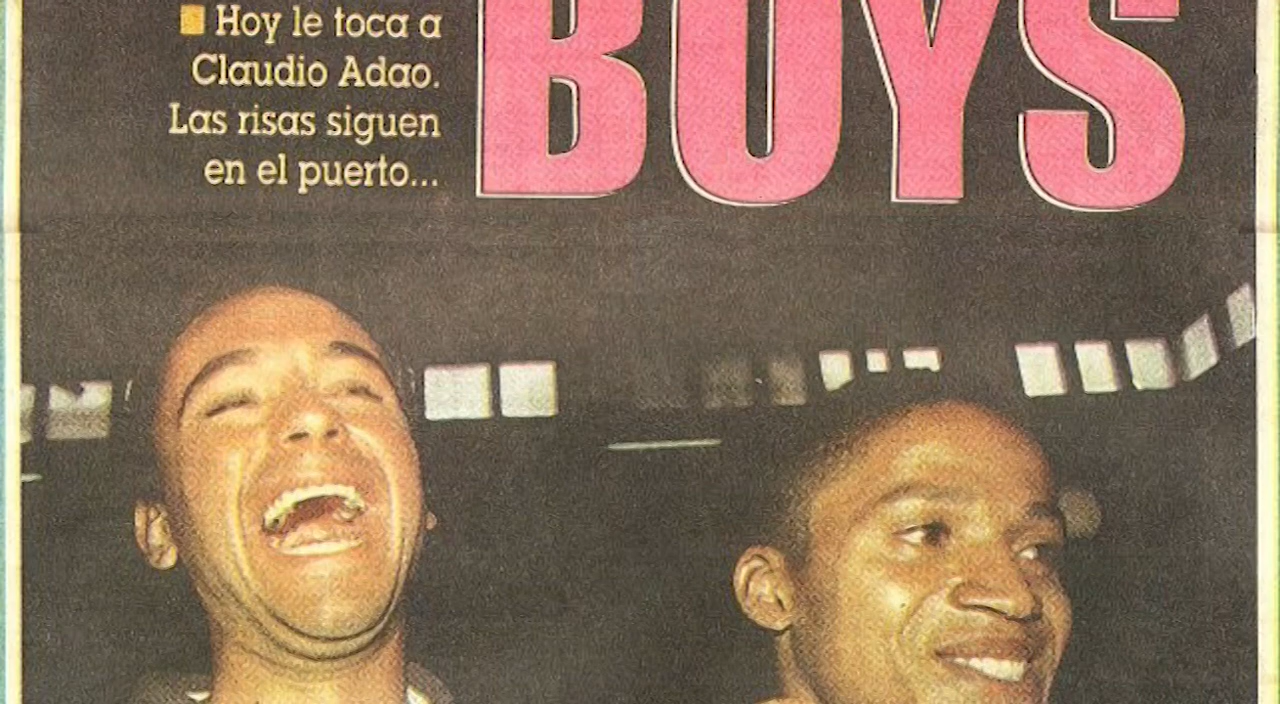 Hoy le toca a
Claudio Adao.
Las risas siguen
en el puerto...
BOYS